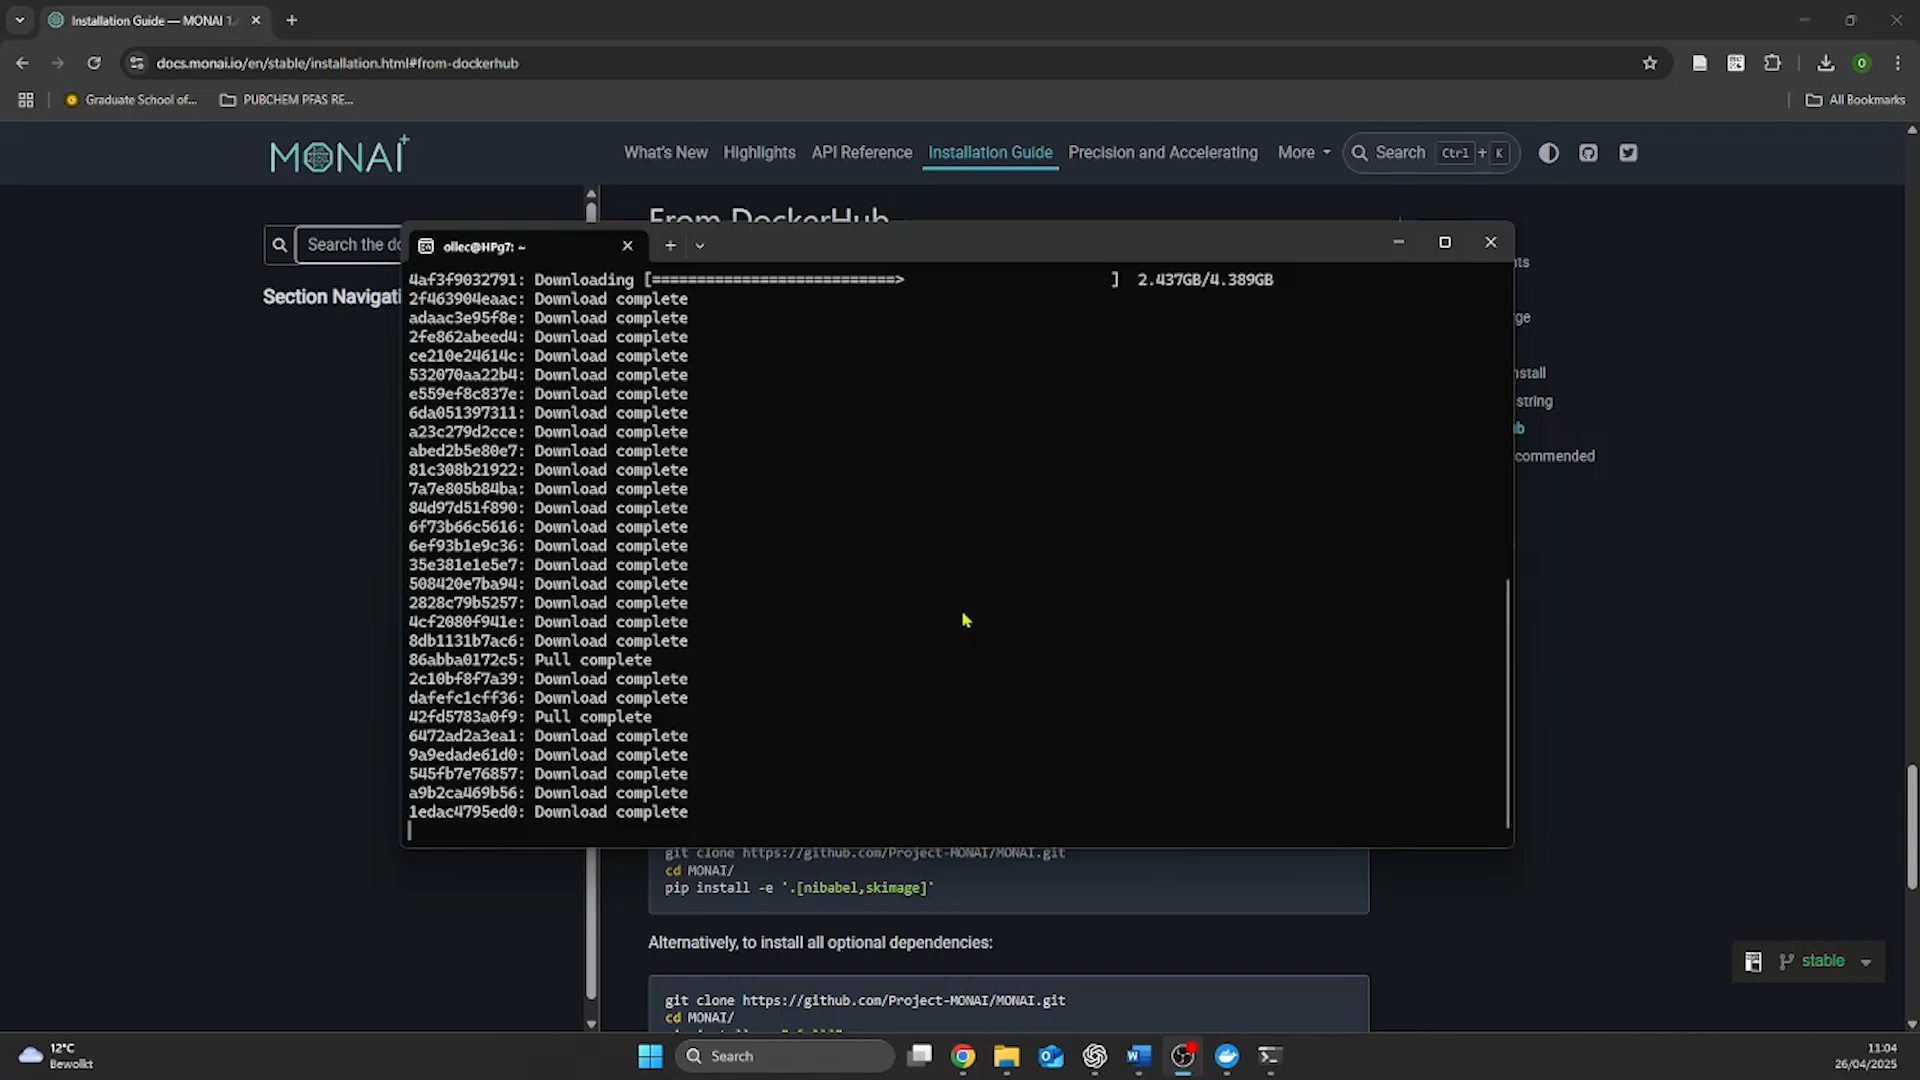 Installation Guide — MONAI 1.
docs.monai.io/en/stable/installation.html#from-dockerhub
O
Graduate School of...
PUBCHEM PFAS RE...
All Bookmarks
MONAI
What's New
Highlights
API Reference
Installation Guide
Precision and Accelerating
More
Search
Ctrl + K
From DockerHub
Search the do
Section Navigati
ollec@HPg7: ~
4af3f9032791: Downloading [===========================>                       ]  2.437GB/4.389GB
2f463904eaac: Download complete
adaac3e95f8e: Download complete
2fe862abeed4: Download complete
ce210e24614c: Download complete
532070aa22b4: Download complete
e559ef8c837e: Download complete
6da051397311: Download complete
a23c279d2cce: Download complete
abed2b5e80e7: Download complete
81c308b21922: Download complete
7a7e805b84ba: Download complete
84d97d51f890: Download complete
6f73b66c5616: Download complete
6ef93b1e9c36: Download complete
35e381e1e5e7: Download complete
508420e7ba94: Download complete
2828c79b5257: Download complete
4cf2080f941e: Download complete
8db1131b7ac6: Download complete
86abba0172c5: Pull complete
2c10bf8f7a39: Download complete
dafefc1cff36: Download complete
42fd5783a0f9: Pull complete
6472ad2a3ea1: Download complete
9a9edade61d0: Download complete
545fb7e76857: Download complete
a9b2ca469b56: Download complete
1edac4795ed0: Download complete
nts
rge
nstall
string
ub
commended
git clone https://github.com/Project-MONAI/MONAI.git
cd MONAI/
pip install -e '.[nibabel,skimage]'
Alternatively, to install all optional dependencies:
git clone https://github.com/Project-MONAI/MONAI.git
cd MONAI/
stable
12°C
Bewolkt
Search
11:04
26/04/2025